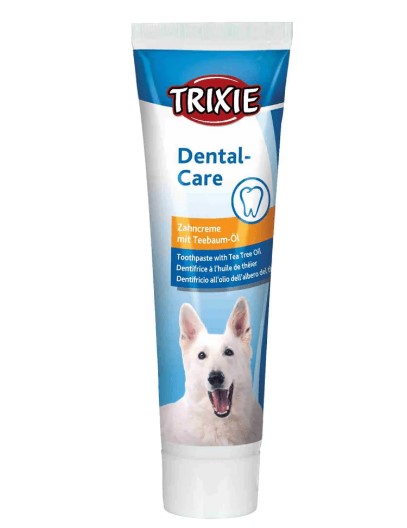 TRIXIE
Dental-
Care
Zahncreme
mit Teebaum-Öl
Toothpaste with Tea Tree Oil,
Dentifrice à l'huile de théier
Dentifricio all'olio dell'albero del